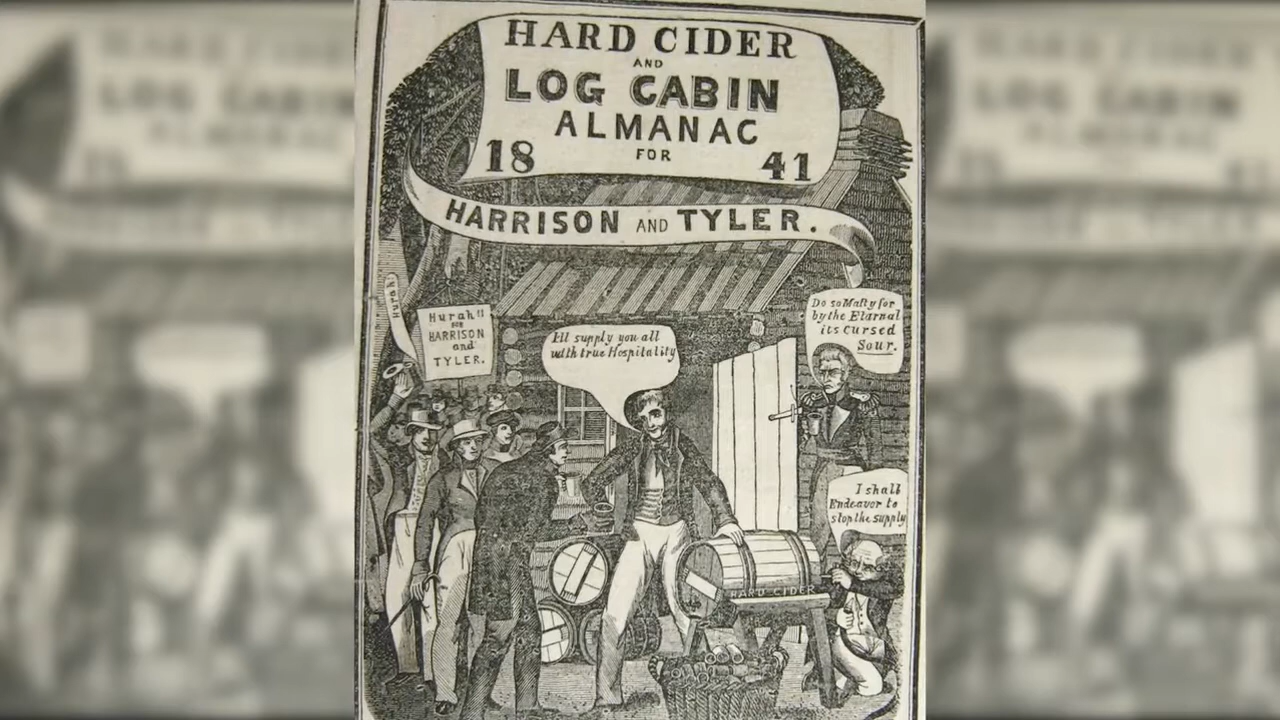 HARD CIDER
AND
LOG CABIN
ALMANAC
FOR
18 41
HARRISON AND TYLER.
Hurah!
Hurah!!
FOR
HARRISON
and
TYLER.
I'll supply you all
with true Hospitality
Do so Matty for
by the Etarnal
its Cursed
Sour.
I shall
Endeavor to
stop the supply
HARD CIDER